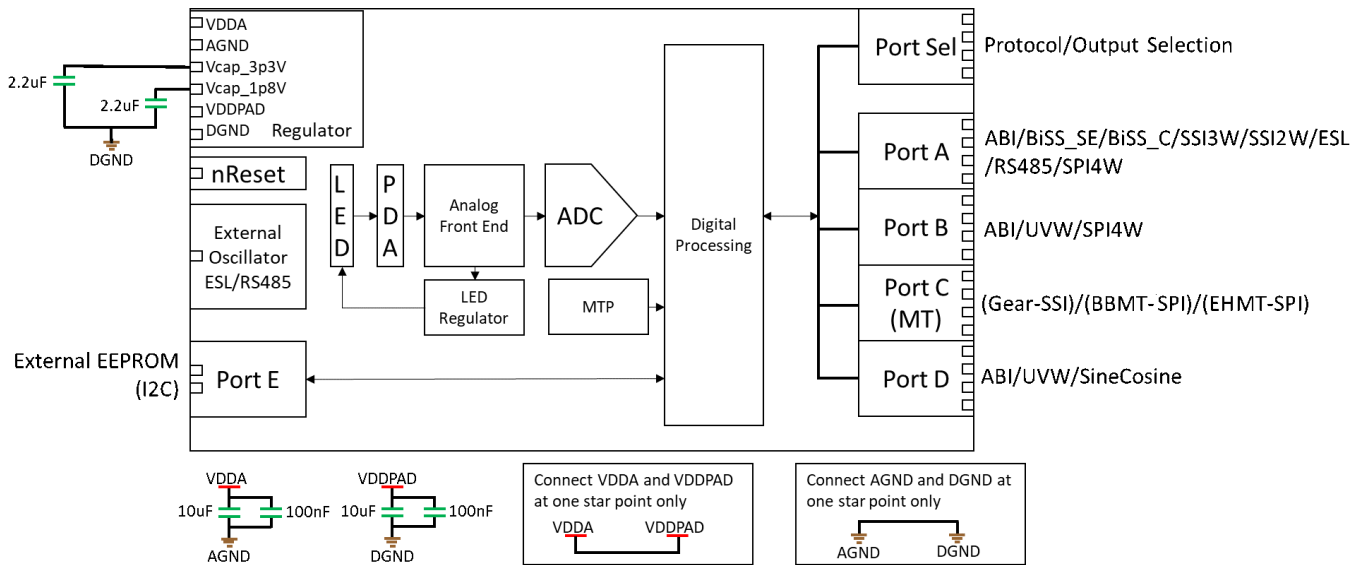 VDDA
AGND
Vcap_3p3V
Vcap_1p8V
VDDPAD
DGND
Regulator
2.2uF
2.2uF
DGND
nReset
External
Oscillator
ESL/RS485
External EEPROM
(I2C)
Port E
LED
PDA
Analog
Front End
ADC
LED
Regulator
MTP
Digital
Processing
Port Sel
Protocol/Output Selection
Port A
ABI/BiSS_SE/BiSS_C/SSI3W/SSI2W/ESL
/RS485/SPI4W
Port B
ABI/UVW/SPI4W
Port C
(MT)
(Gear-SSI)/(BBMT-SPI)/(EHMT-SPI)
Port D
ABI/UVW/SineCosine
VDDA
10uF
100nF
AGND
VDDPAD
10uF
100nF
DGND
Connect VDDA and VDDPAD
at one star point only
VDDA
VDDPAD
Connect AGND and DGND at
one star point only
AGND
DGND